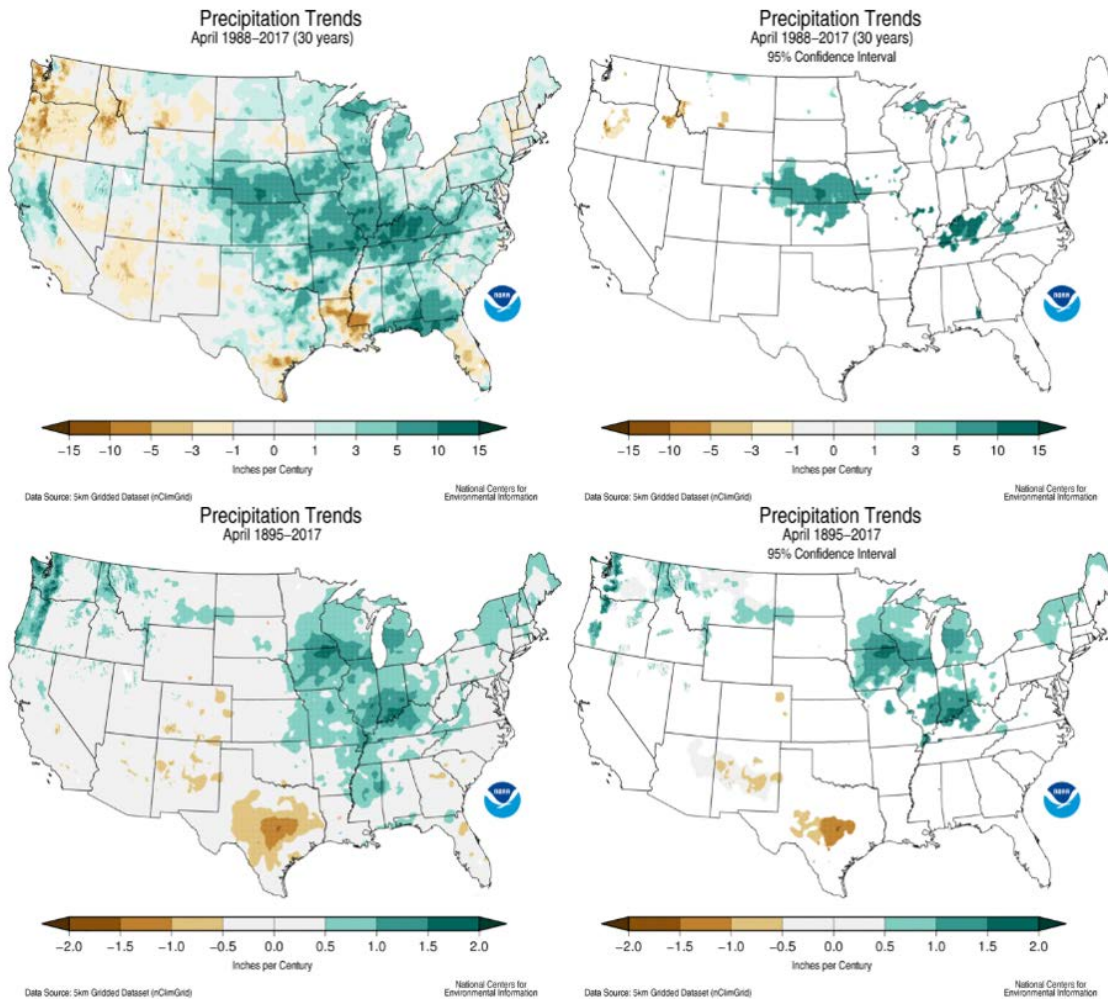 Precipitation Trends
April 1988–2017 (30 years)
noaa
−15 −10 −5 −3 −1 0 1 3 5 10 15
Inches per Century
Data Source: 5km Gridded Dataset (nClimGrid)
National Centers for
Environmental Information
Precipitation Trends
April 1988–2017 (30 years)
95% Confidence Interval
noaa
−15 −10 −5 −3 −1 0 1 3 5 10 15
Inches per Century
Data Source: 5km Gridded Dataset (nClimGrid)
National Centers for
Environmental Information
Precipitation Trends
April 1895–2017
noaa
−2.0 −1.5 −1.0 −0.5 0.0 0.5 1.0 1.5 2.0
Inches per Century
Data Source: 5km Gridded Dataset (nClimGrid)
National Centers for
Environmental Information
Precipitation Trends
April 1895–2017
95% Confidence Interval
noaa
−2.0 −1.5 −1.0 −0.5 0.0 0.5 1.0 1.5 2.0
Inches per Century
Data Source: 5km Gridded Dataset (nClimGrid)
National Centers for
Environmental Information